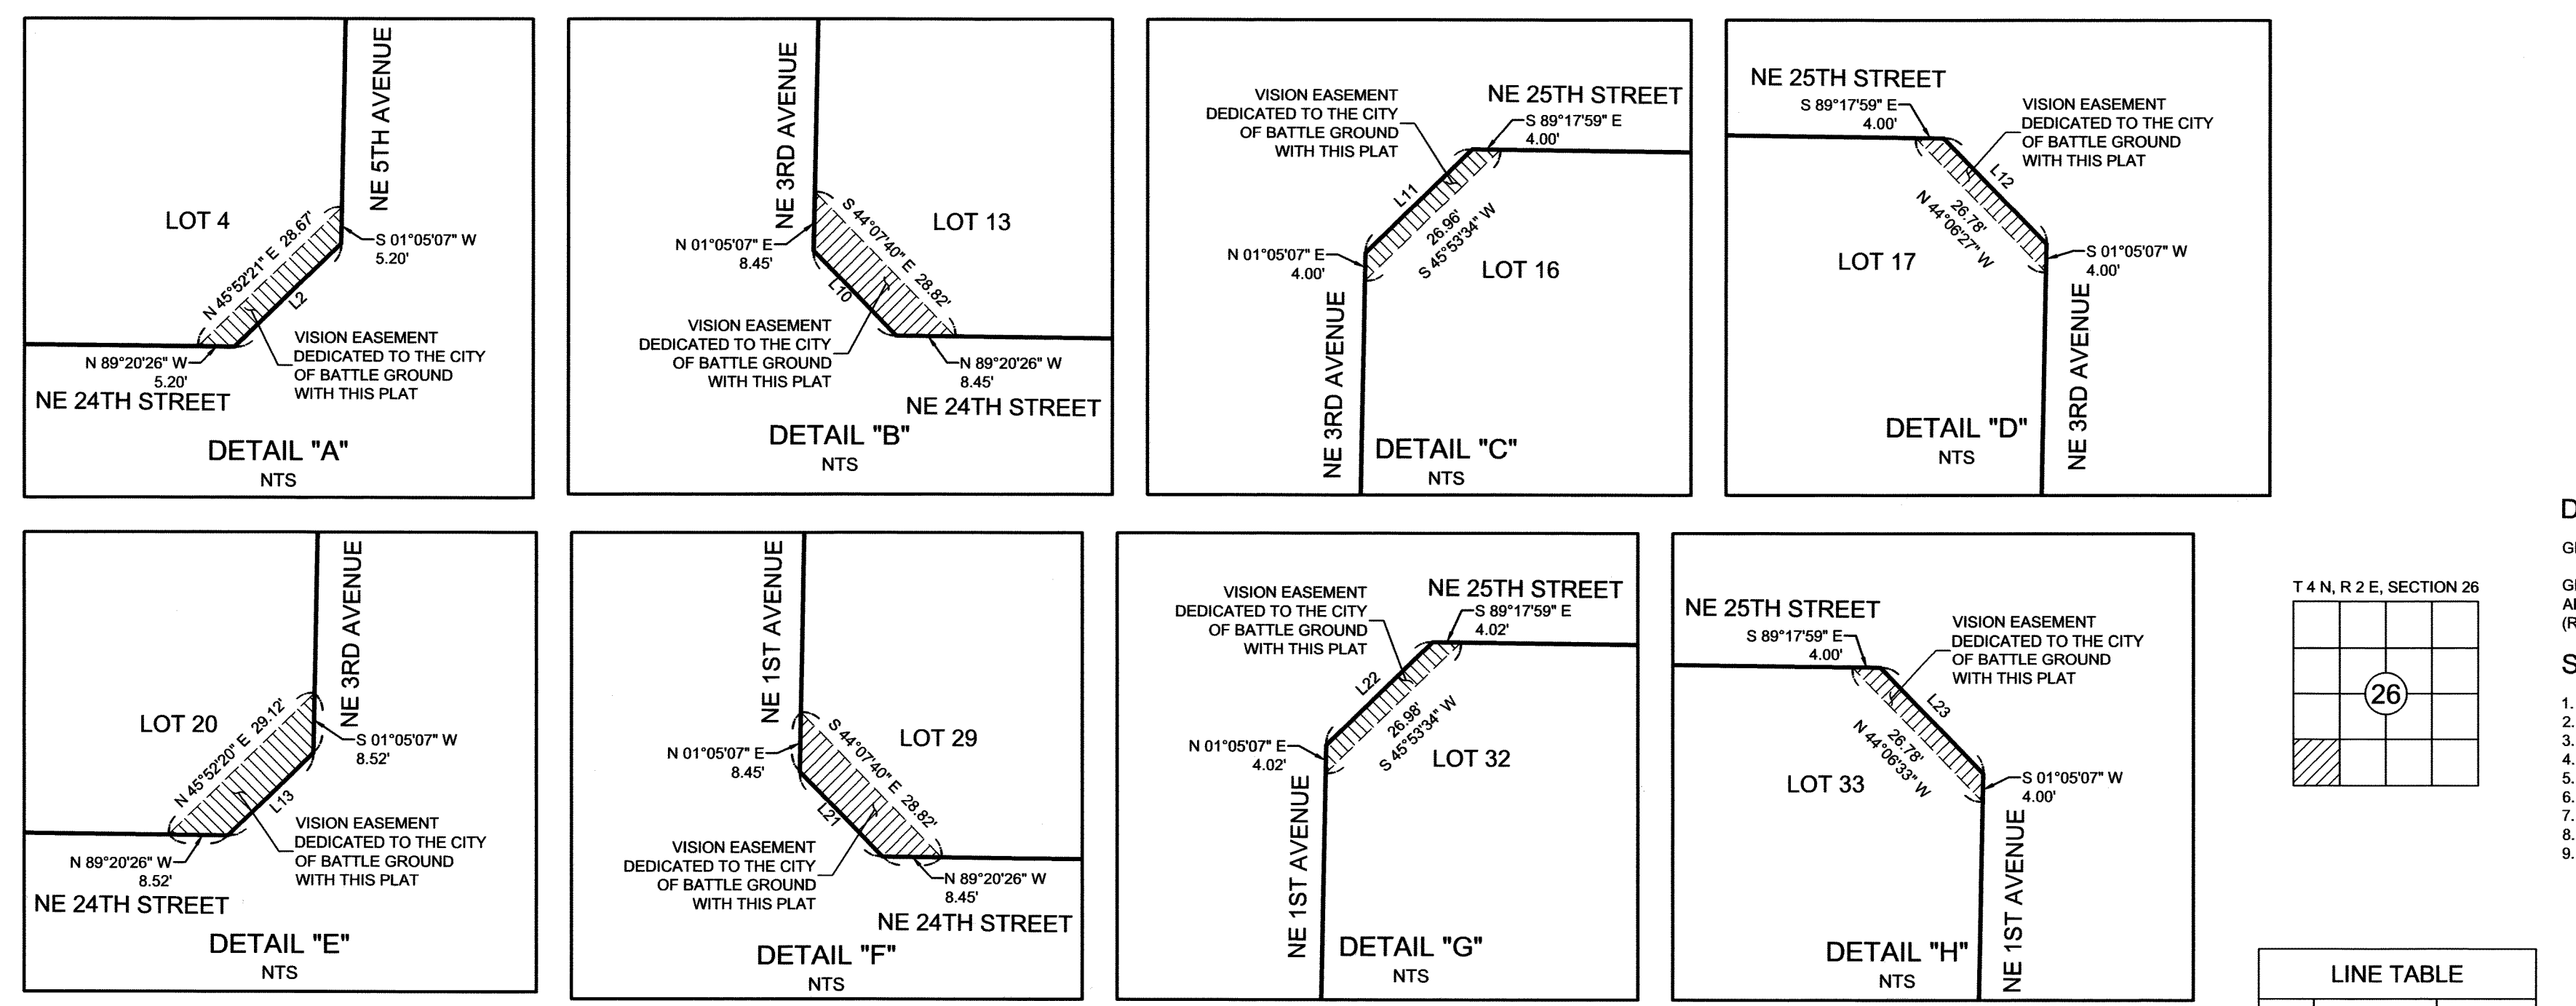 NE 5TH AVENUE
LOT 4
N 45°52'21" E 28.67'
S 01°05'07" W
5.20'
L2
VISION EASEMENT
DEDICATED TO THE CITY
OF BATTLE GROUND
WITH THIS PLAT
N 89°20'26" W
5.20'
NE 24TH STREET
DETAIL "A"
NTS
NE 3RD AVENUE
LOT 13
S 44°07'40" E 28.82'
N 01°05'07" E
8.45'
L10
VISION EASEMENT
DEDICATED TO THE CITY
OF BATTLE GROUND
WITH THIS PLAT
N 89°20'26" W
8.45'
NE 24TH STREET
DETAIL "B"
NTS
VISION EASEMENT
DEDICATED TO THE CITY
OF BATTLE GROUND
WITH THIS PLAT
NE 25TH STREET
S 89°17'59" E
4.00'
L11
26.96'
S 45°53'34" W
N 01°05'07" E
4.00'
LOT 16
NE 3RD AVENUE
DETAIL "C"
NTS
NE 25TH STREET
S 89°17'59" E
4.00'
VISION EASEMENT
DEDICATED TO THE CITY
OF BATTLE GROUND
WITH THIS PLAT
L12
26.78'
N 44°06'27" W
LOT 17
S 01°05'07" W
4.00'
NE 3RD AVENUE
DETAIL "D"
NTS
NE 3RD AVENUE
LOT 20
N 45°52'20" E 29.12'
S 01°05'07" W
8.52'
L13
VISION EASEMENT
DEDICATED TO THE CITY
OF BATTLE GROUND
WITH THIS PLAT
N 89°20'26" W
8.52'
NE 24TH STREET
DETAIL "E"
NTS
NE 1ST AVENUE
LOT 29
S 44°07'40" E 28.82'
N 01°05'07" E
8.45'
L21
VISION EASEMENT
DEDICATED TO THE CITY
OF BATTLE GROUND
WITH THIS PLAT
N 89°20'26" W
8.45'
NE 24TH STREET
DETAIL "F"
NTS
VISION EASEMENT
DEDICATED TO THE CITY
OF BATTLE GROUND
WITH THIS PLAT
NE 25TH STREET
S 89°17'59" E
4.02'
L22
26.98'
S 45°53'34" W
N 01°05'07" E
4.02'
LOT 32
NE 1ST AVENUE
DETAIL "G"
NTS
NE 25TH STREET
S 89°17'59" E
4.00'
VISION EASEMENT
DEDICATED TO THE CITY
OF BATTLE GROUND
WITH THIS PLAT
L23
26.78'
N 44°06'33" W
LOT 33
S 01°05'07" W
4.00'
NE 1ST AVENUE
DETAIL "H"
NTS
T 4 N, R 2 E, SECTION 26
26
1.
2.
3.
4.
5.
6.
7.
8.
9.
LINE TABLE